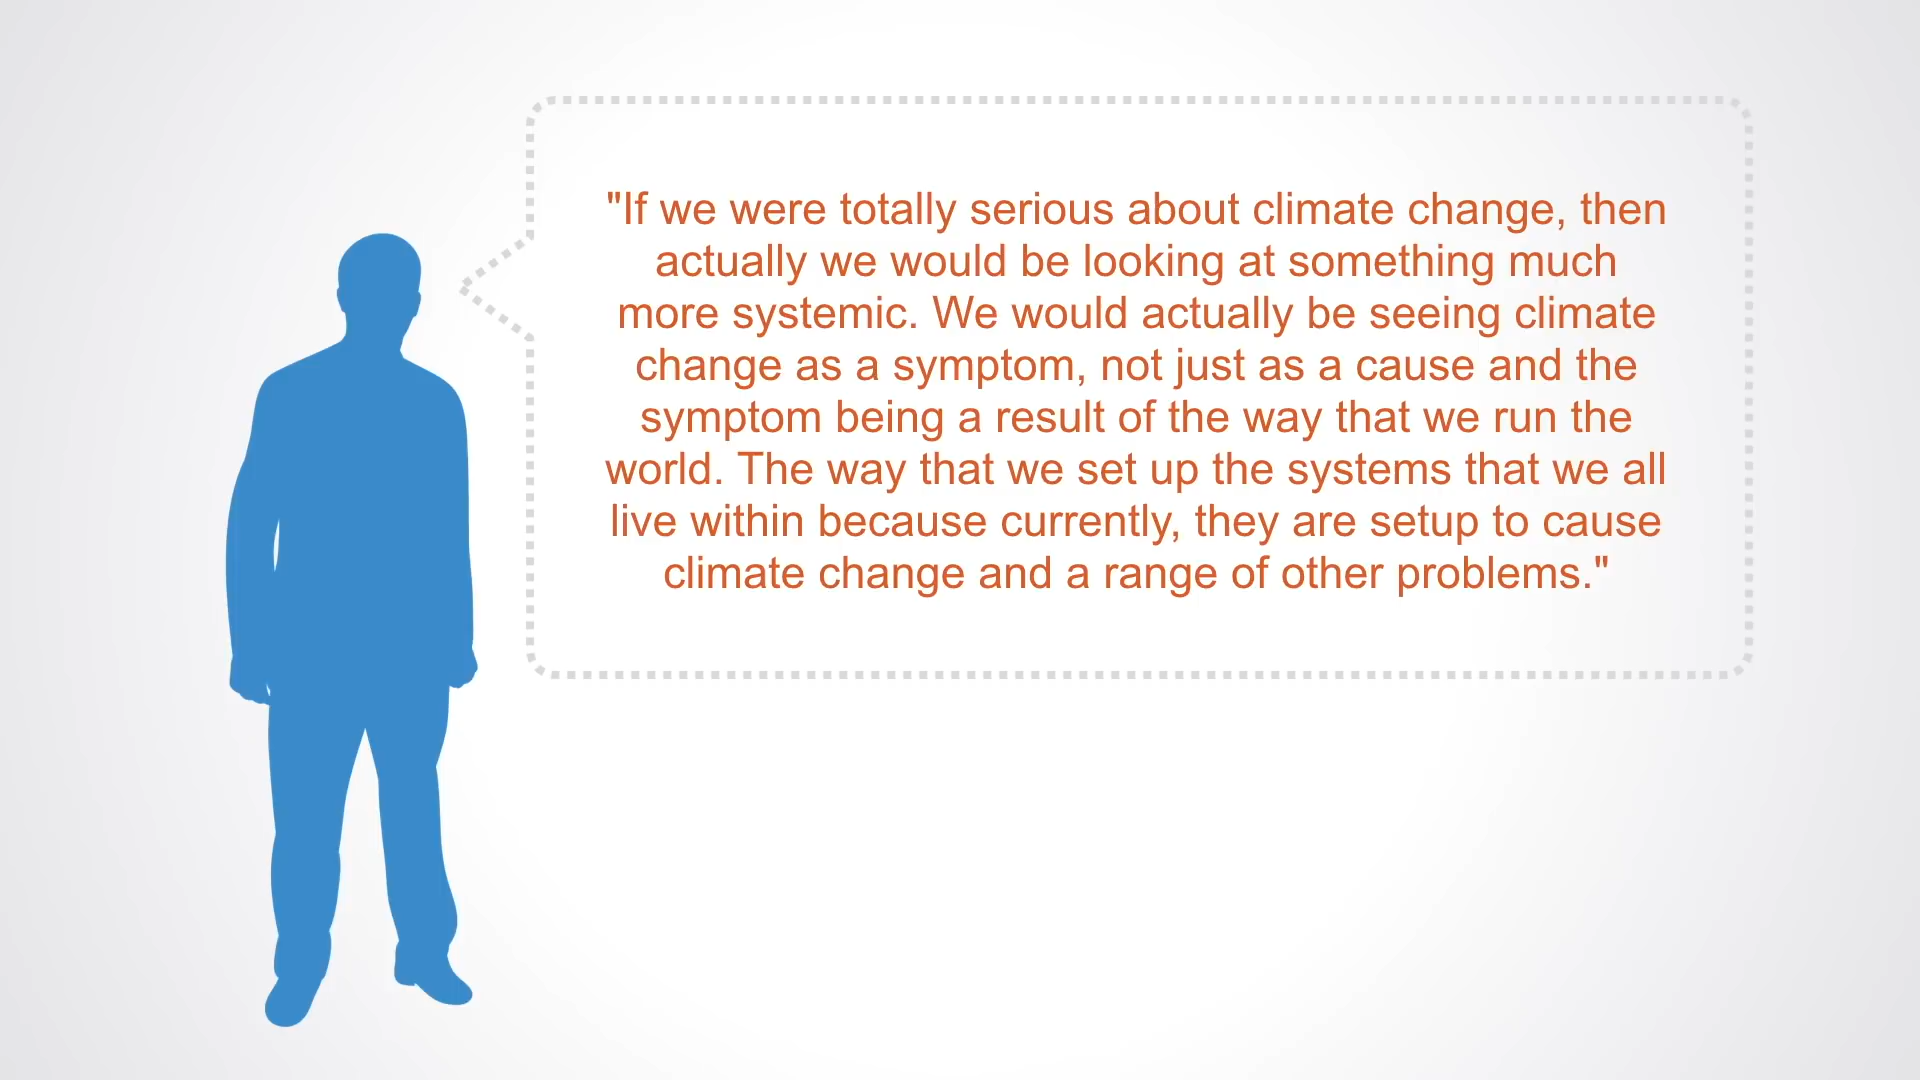 "If we were totally serious about climate change, then
actually we would be looking at something much
more systemic. We would actually be seeing climate
change as a symptom, not just as a cause and the
symptom being a result of the way that we run the
world. The way that we set up the systems that we all
live within because currently, they are setup to cause
climate change and a range of other problems."